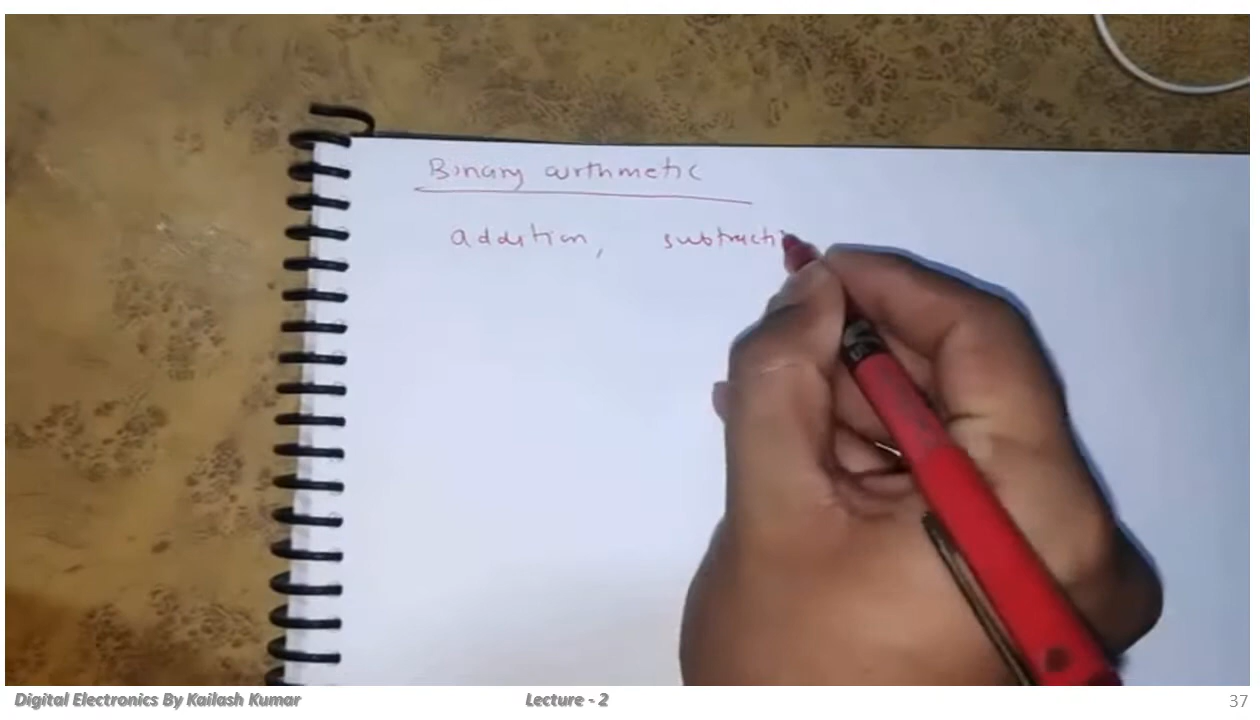 Binary arithmetic
addition, subtracti
Digital Electronics By Kailash Kumar Lecture - 2 37